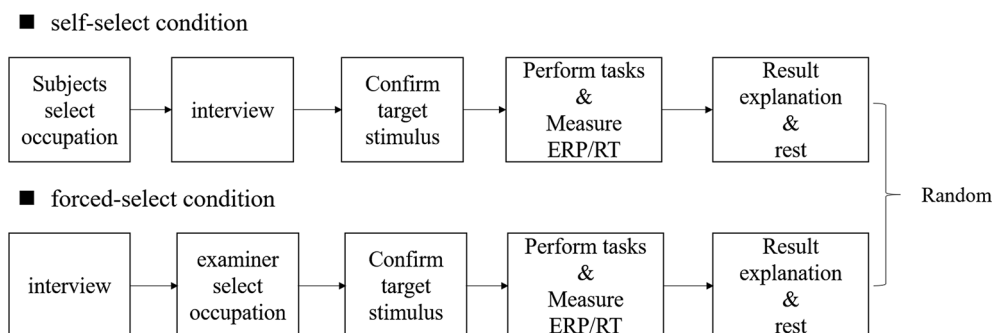 ■ self-select condition
Subjects
select
occupation
interview
Confirm
target
stimulus
Perform tasks
&
Measure
ERP/RT
Result
explanation
&
rest
Random
■ forced-select condition
interview
examiner
select
occupation
Confirm
target
stimulus
Perform tasks
&
Measure
ERP/RT
Result
explanation
&
rest